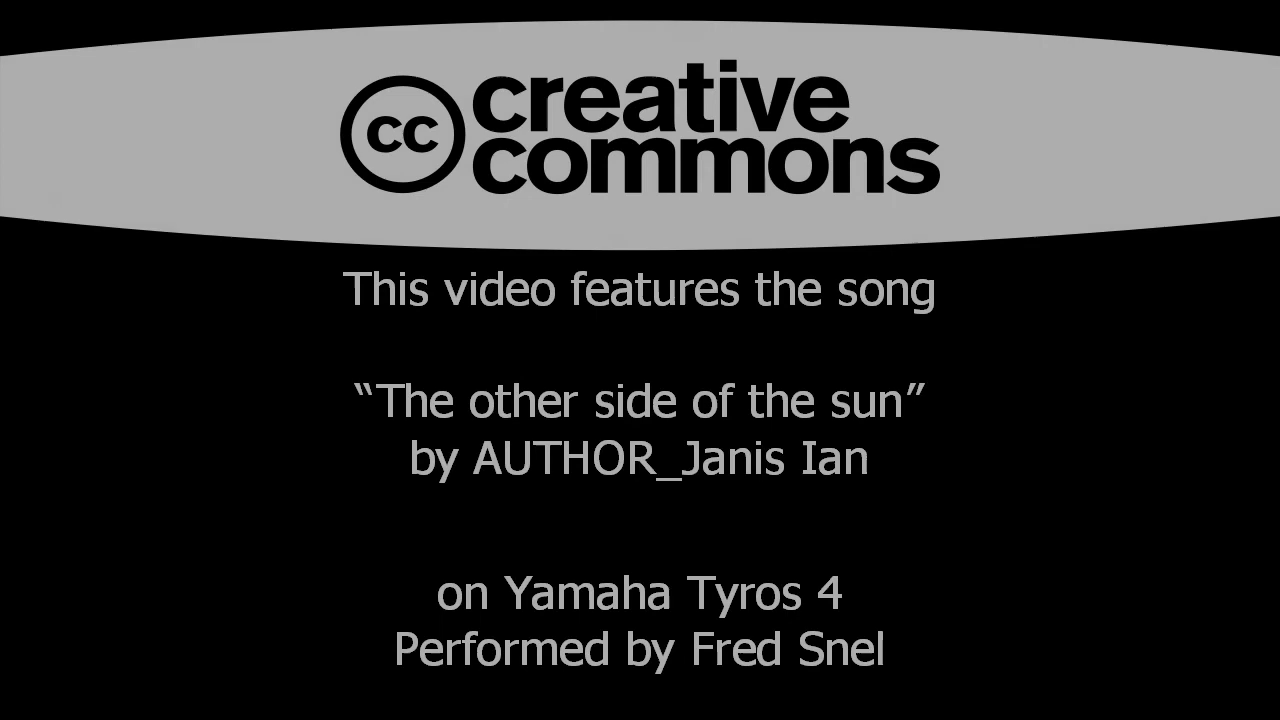 cc creative
commons
This video features the song
“The other side of the sun”
by AUTHOR_Janis Ian
on Yamaha Tyros 4
Performed by Fred Snel